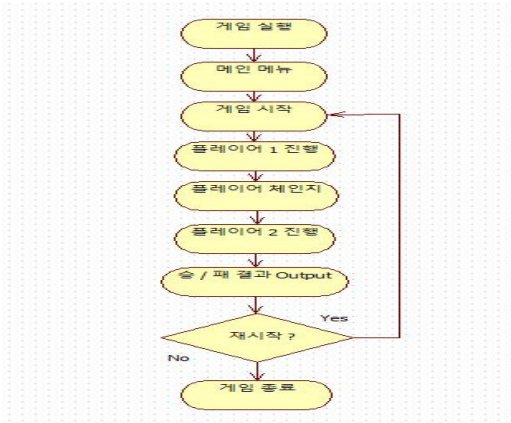 게임 실행
메인 메뉴
게임 시작
플레이어 1 진행
플레이어 체인지
플레이어 2 진행
승 / 패 결과 Output
Yes
재시작 ?
No
게임 종료